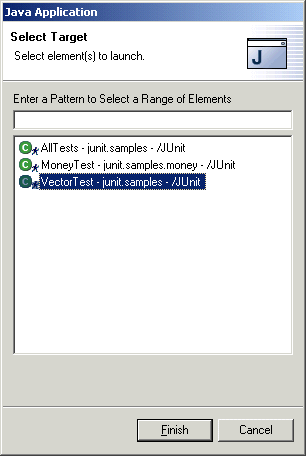 Java Application
Select Target
Select element(s) to launch.
J
Enter a Pattern to Select a Range of Elements
C AllTests - junit.samples - /JUnit
C MoneyTest - junit.samples.money - /JUnit
C VectorTest - junit.samples - /JUnit
Finish Cancel